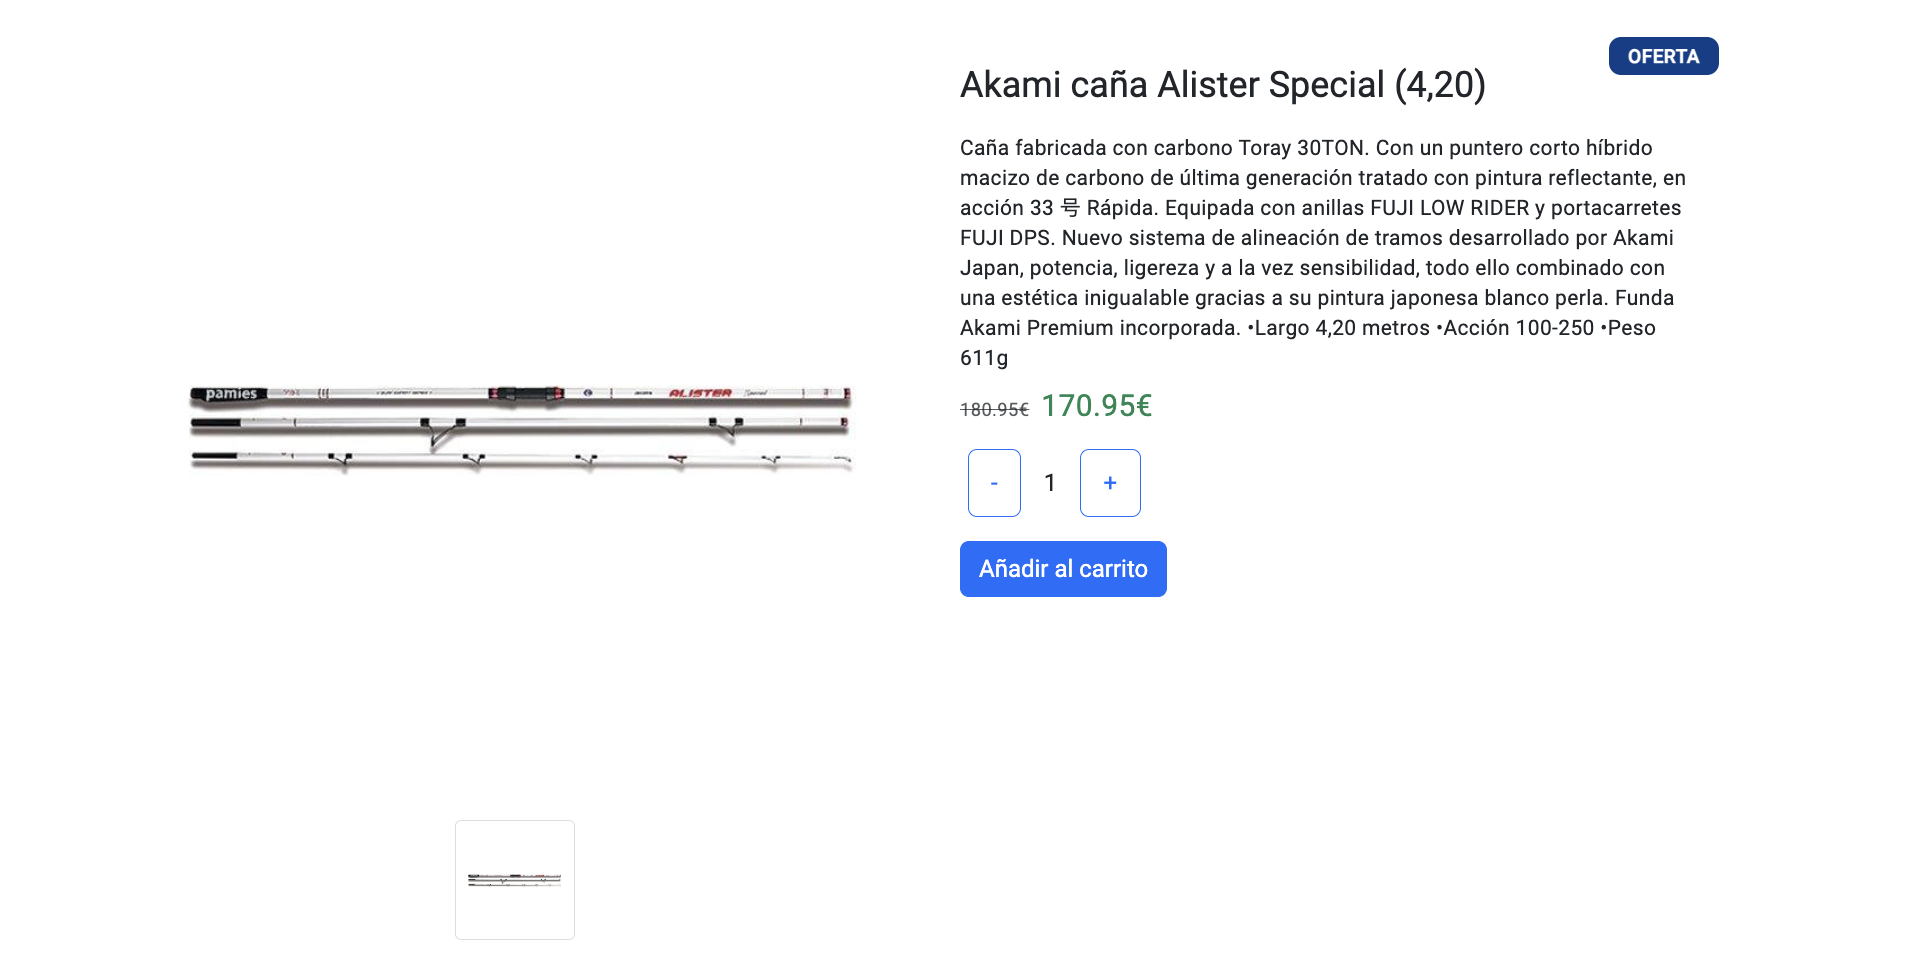 OFERTA
Akami caña Alister Special (4,20)
Caña fabricada con carbono Toray 30TON. Con un puntero corto híbrido
macizo de carbono de última generación tratado con pintura reflectante, en
acción 33 号 Rápida. Equipada con anillas FUJI LOW RIDER y portacarretes
FUJI DPS. Nuevo sistema de alineación de tramos desarrollado por Akami
Japan, potencia, ligereza y a la vez sensibilidad, todo ello combinado con
una estética inigualable gracias a su pintura japonesa blanco perla. Funda
Akami Premium incorporada. •Largo 4,20 metros •Acción 100-250 •Peso
611g
180.95€ 170.95€
- 1 +
Añadir al carrito
pamies
ALISTER